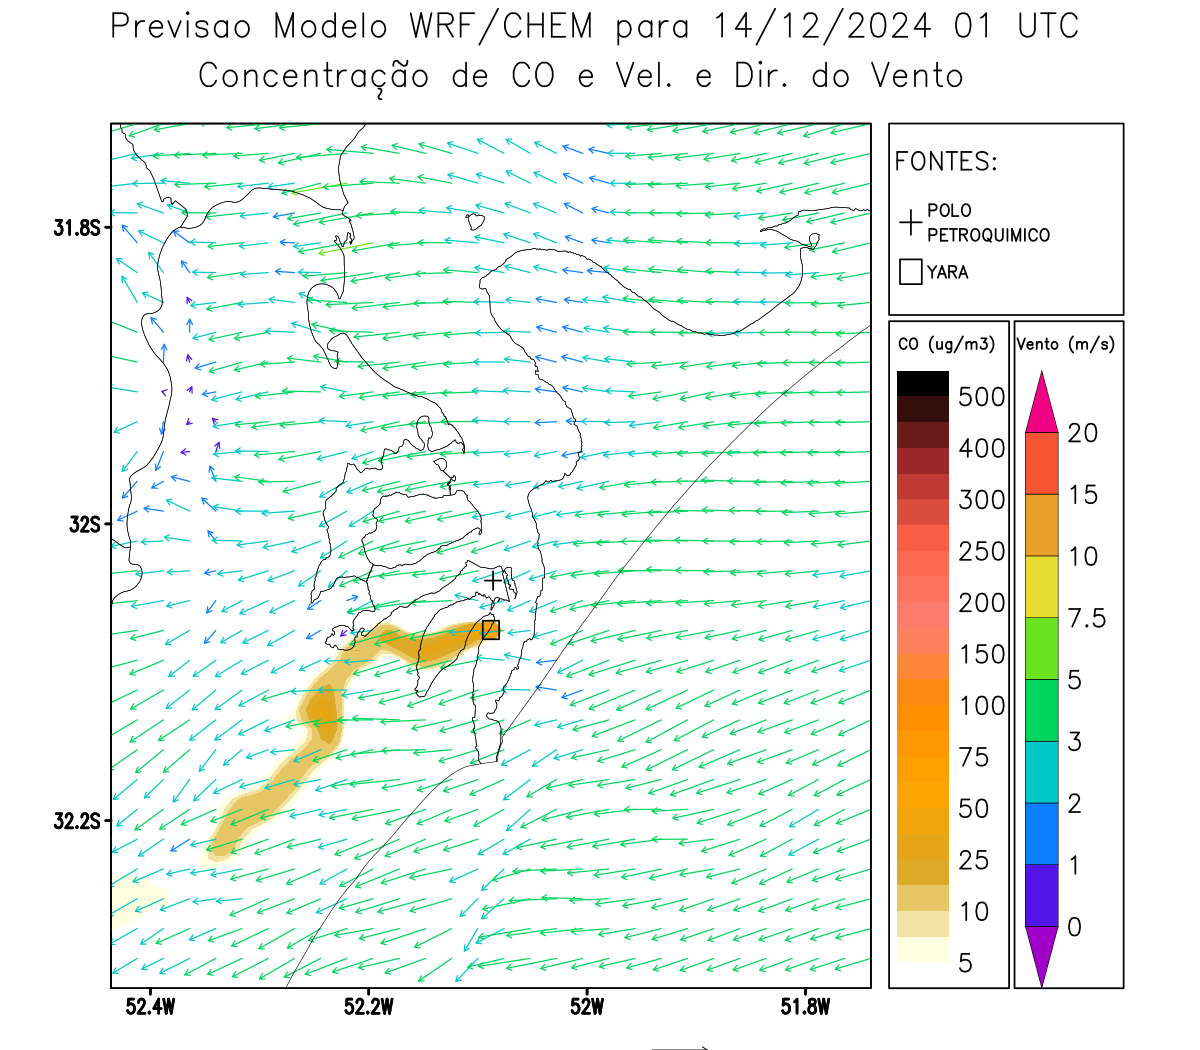 Previsao Modelo WRF/CHEM para 14/12/2024 01 UTC
Concentração de CO e Vel. e Dir. do Vento
FONTES:
POLO
PETROQUIMICO
YARA
CO (ug/m3)
500
400
300
250
200
150
100
75
50
25
10
5
Vento (m/s)
20
15
10
7.5
5
3
2
1
0
31.8S
32S
32.2S
52.4W
52.2W
52W
51.8W